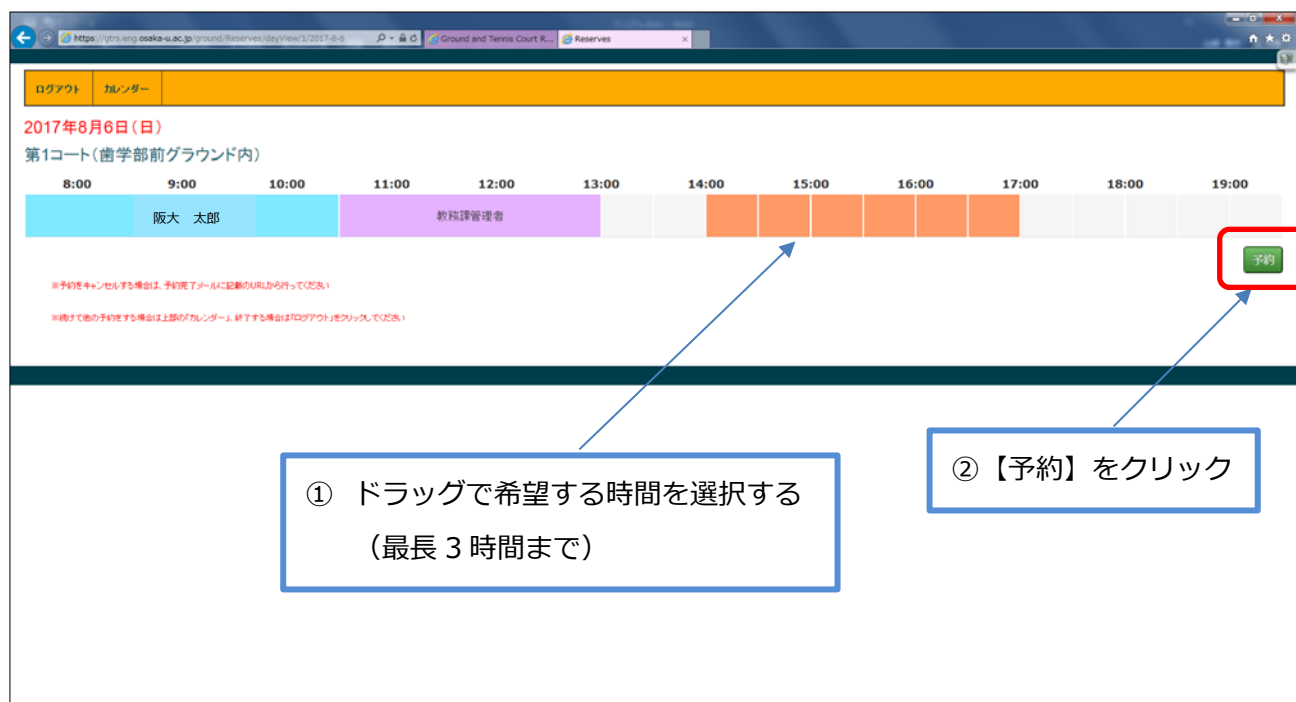 https://gtrs.eng.osaka-u.ac.jp/ground/Reserves/dayView/1/2017-8-6
Ground and Tennis Court R...
Reserves
ログアウト カレンダー
2017年8月6日(日)
第1コート(歯学部前グラウンド内)
8:00 9:00 10:00 11:00 12:00 13:00 14:00 15:00 16:00 17:00 18:00 19:00
阪大 太郎 教務課管理者
予約
※予約をキャンセルする場合は、予約完了メールに記載のURLから行ってください
※続けて他の予約をする場合は上部の「カレンダー」、終了する場合は「ログアウト」をクリックしてください
① ドラッグで希望する時間を選択する
(最長3時間まで)
②【予約】をクリック